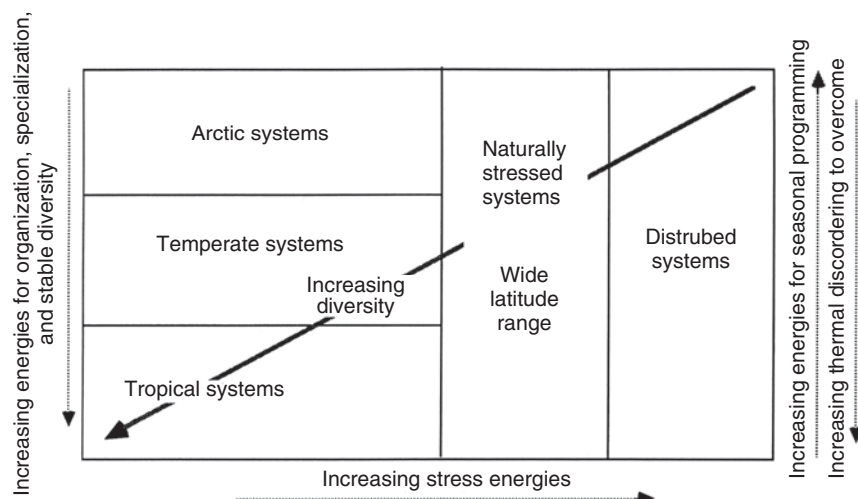 Increasing energies for organization, specialization,
and stable diversity
Arctic systems
Temperate systems
Increasing
diversity
Tropical systems
Naturally
stressed
systems
Wide
latitude
range
Distrubed
systems
Increasing energies for seasonal programming
Increasing thermal discordering to overcome
Increasing stress energies